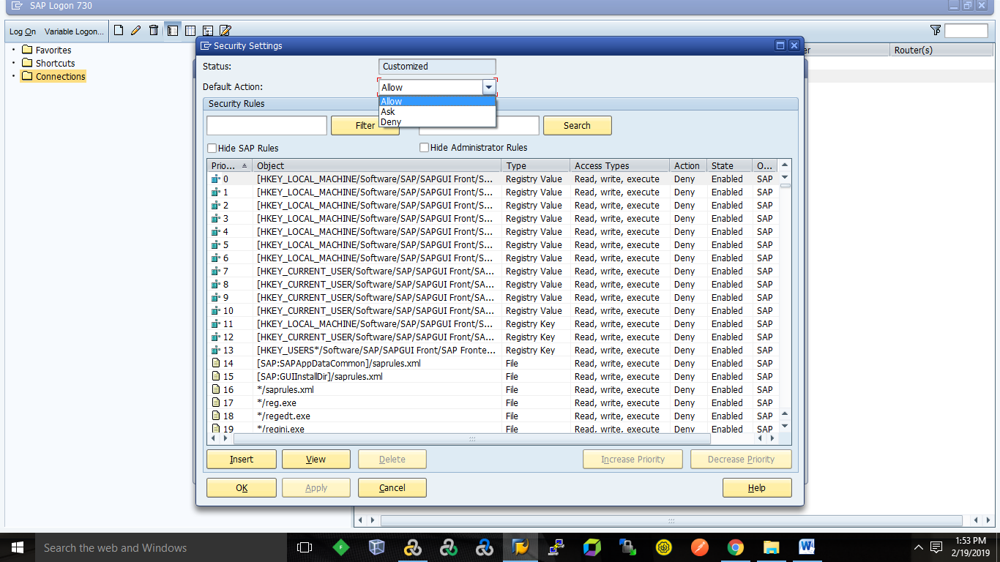 SAP Logon 730
Log On Variable Logon...
Favorites
Shortcuts
Connections
er Router(s)
Security Settings
Status: Customized
Default Action: Allow
Allow
Ask
Deny
Security Rules
Filter Search
Hide SAP Rules Hide Administrator Rules
Prio... Object Type Access Types Action State O...
0 [HKEY_LOCAL_MACHINE/Software/SAP/SAPGUI Front/S... Registry Value Read, write, execute Deny Enabled SAP
1 [HKEY_LOCAL_MACHINE/Software/SAP/SAPGUI Front/S... Registry Value Read, write, execute Deny Enabled SAP
2 [HKEY_LOCAL_MACHINE/Software/SAP/SAPGUI Front/S... Registry Value Read, write, execute Deny Enabled SAP
3 [HKEY_LOCAL_MACHINE/Software/SAP/SAPGUI Front/S... Registry Value Read, write, execute Deny Enabled SAP
4 [HKEY_LOCAL_MACHINE/Software/SAP/SAPGUI Front/S... Registry Value Read, write, execute Deny Enabled SAP
5 [HKEY_LOCAL_MACHINE/Software/SAP/SAPGUI Front/S... Registry Value Read, write, execute Deny Enabled SAP
6 [HKEY_LOCAL_MACHINE/Software/SAP/SAPGUI Front/S... Registry Value Read, write, execute Deny Enabled SAP
7 [HKEY_CURRENT_USER/Software/SAP/SAPGUI Front/SA... Registry Value Read, write, execute Deny Enabled SAP
8 [HKEY_CURRENT_USER/Software/SAP/SAPGUI Front/SA... Registry Value Read, write, execute Deny Enabled SAP
9 [HKEY_CURRENT_USER/Software/SAP/SAPGUI Front/SA... Registry Value Read, write, execute Deny Enabled SAP
10 [HKEY_CURRENT_USER/Software/SAP/SAPGUI Front/SA... Registry Value Read, write, execute Deny Enabled SAP
11 [HKEY_LOCAL_MACHINE/Software/SAP/SAPGUI Front/S... Registry Key Read, write, execute Deny Enabled SAP
12 [HKEY_CURRENT_USER/Software/SAP/SAPGUI Front/SA... Registry Key Read, write, execute Deny Enabled SAP
13 [HKEY_USERS*/Software/SAP/SAPGUI Front/SAP Fronte... Registry Key Read, write, execute Deny Enabled SAP
14 [SAP:SAPAppDataCommon]/saprules.xml File Read, write, execute Deny Enabled SAP
15 [SAP:GUIInstallDir]/saprules.xml File Read, write, execute Deny Enabled SAP
16 */saprules.xml File Read, write, execute Deny Enabled SAP
17 */reg.exe File Read, write, execute Deny Enabled SAP
18 */regedt.exe File Read, write, execute Deny Enabled SAP
19 */regini.exe File Read, write, execute Deny Enabled SAP
Insert View Delete Increase Priority Decrease Priority
OK Apply Cancel Help
Search the web and Windows
1:53 PM
2/19/2019